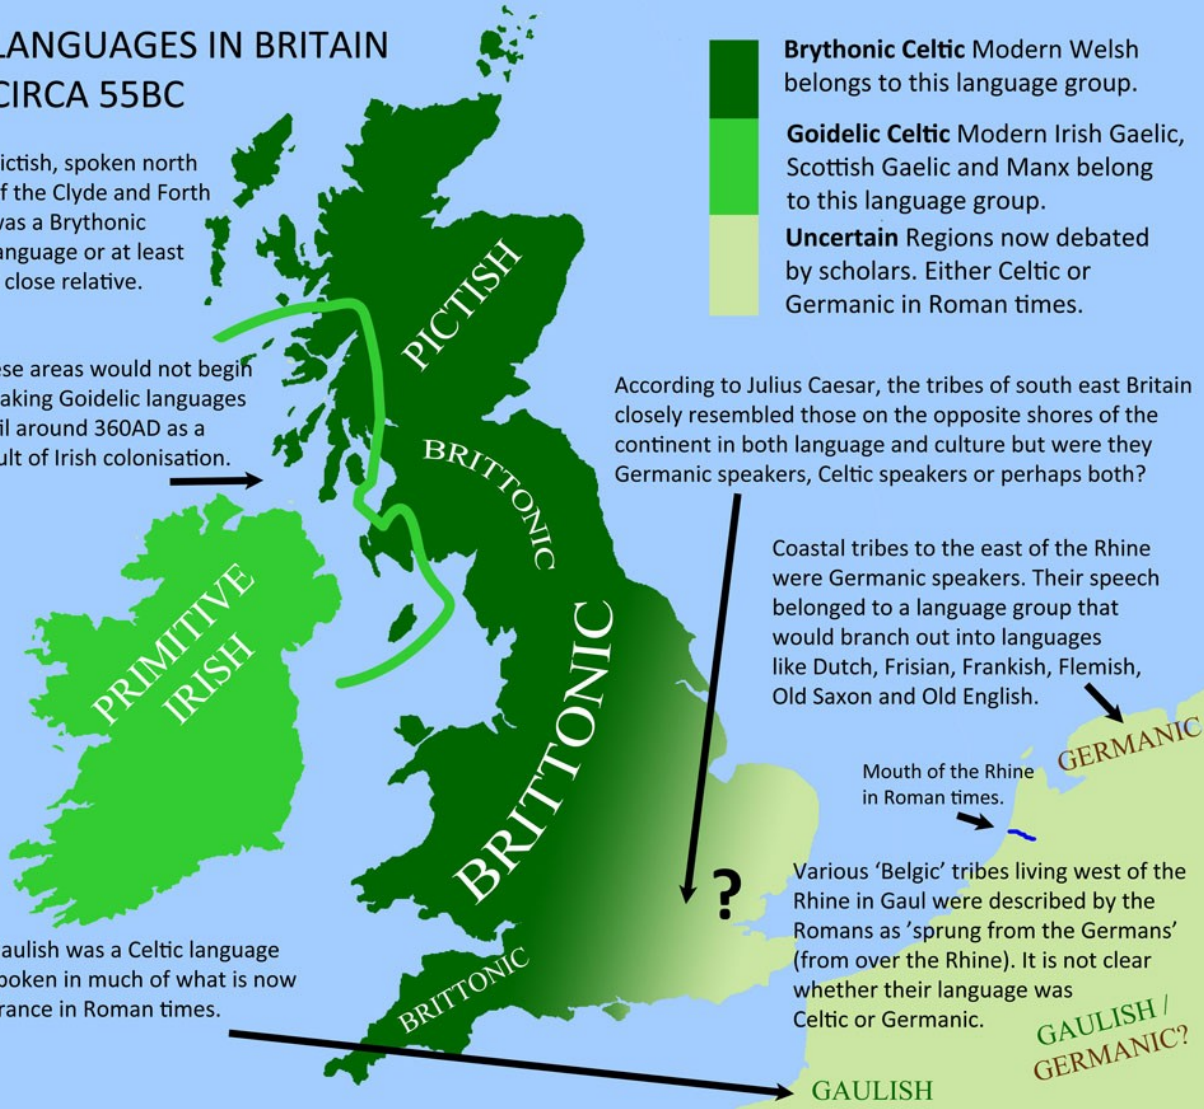 LANGUAGES IN BRITAIN
CIRCA 55BC
ictish, spoken north
f the Clyde and Forth
was a Brythonic
anguage or at least
close relative.
ese areas would not begin
aking Goidelic languages
il around 360AD as a
ult of Irish colonisation.
Brythonic Celtic Modern Welsh
belongs to this language group.
Goidelic Celtic Modern Irish Gaelic,
Scottish Gaelic and Manx belong
to this language group.
Uncertain Regions now debated
by scholars. Either Celtic or
Germanic in Roman times.
According to Julius Caesar, the tribes of south east Britain
closely resembled those on the opposite shores of the
continent in both language and culture but were they
Germanic speakers, Celtic speakers or perhaps both?
Coastal tribes to the east of the Rhine
were Germanic speakers. Their speech
belonged to a language group that
would branch out into languages
like Dutch, Frisian, Frankish, Flemish,
Old Saxon and Old English.
Mouth of the Rhine
in Roman times.
Various ‘Belgic’ tribes living west of the
Rhine in Gaul were described by the
Romans as ’sprung from the Germans’
(from over the Rhine). It is not clear
whether their language was
Celtic or Germanic.
aulish was a Celtic language
poken in much of what is now
rance in Roman times.
PICTISH
BRITTONIC
PRIMITIVE
IRISH
BRITTONIC
BRITTONIC
?
GERMANIC
GAULISH /
GERMANIC?
GAULISH